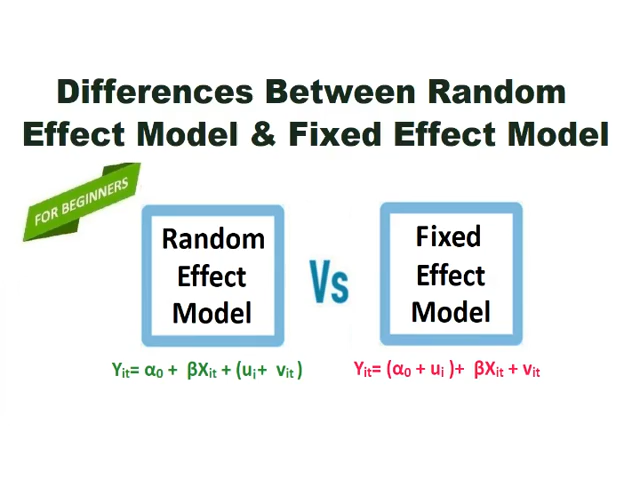 Differences Between Random
Effect Model & Fixed Effect Model
FOR BEGINNERS
Random
Effect
Model
Vs
Fixed
Effect
Model
Yit= α0 + βXit + (ui+ vit )
Yit= (α0 + ui )+ βXit + vit